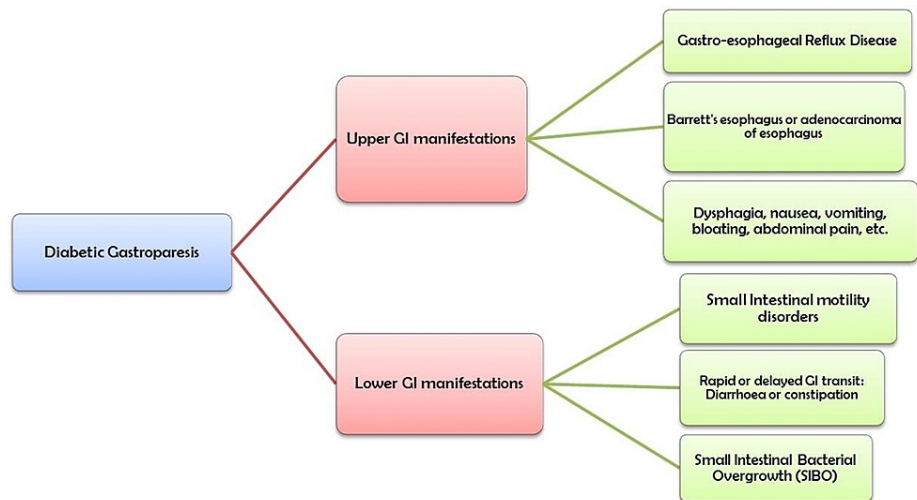 Diabetic Gastroparesis
Upper GI manifestations
Gastro-esophageal Reflux Disease
Barrett's esophagus or adenocarcinoma
of esophagus
Dysphagia, nausea, vomiting,
bloating, abdominal pain, etc.
Lower GI manifestations
Small Intestinal motility
disorders
Rapid or delayed GI transit:
Diarrhoea or constipation
Small Intestinal Bacterial
Overgrowth (SIBO)